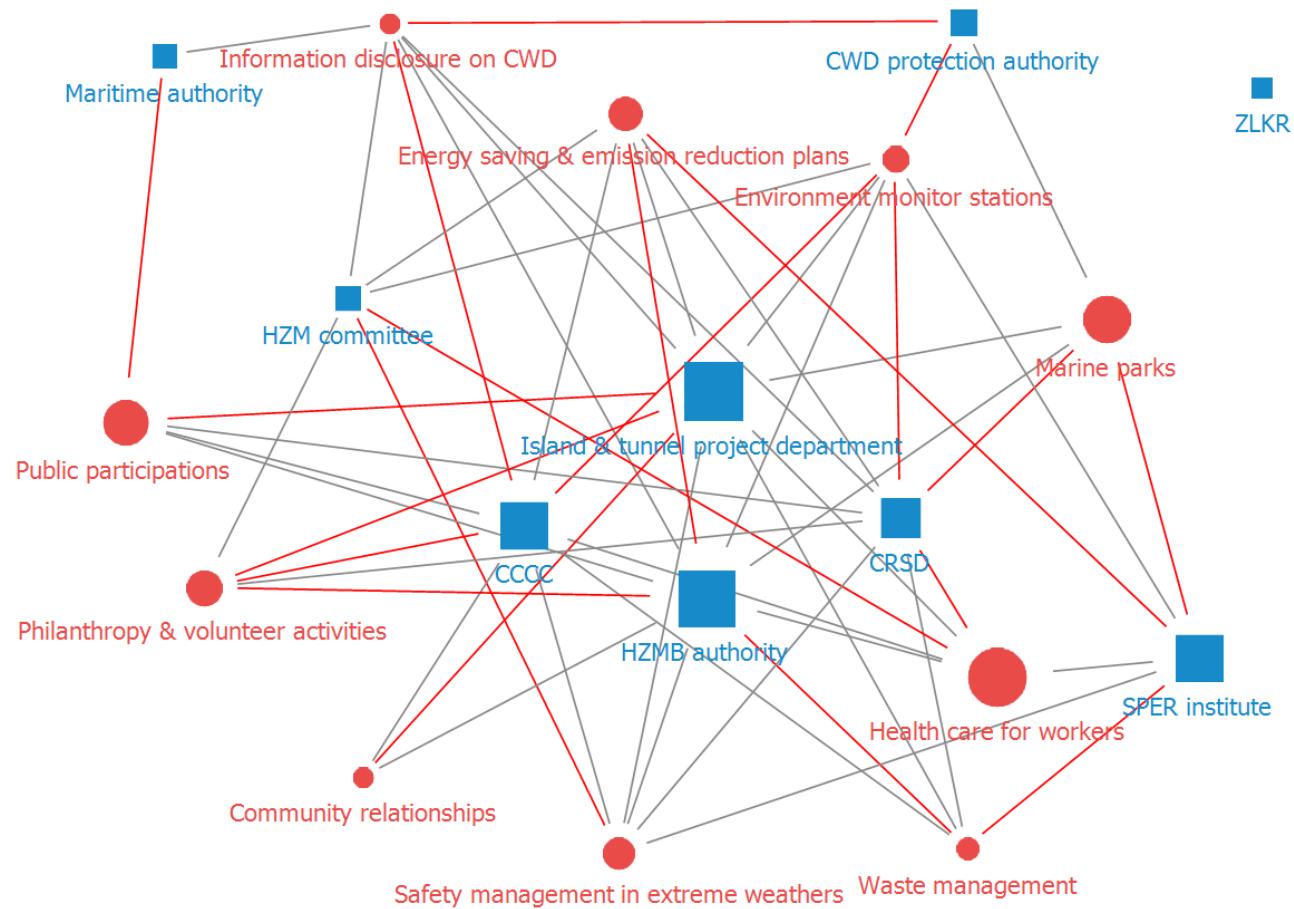 Information disclosure on CWD
CWD protection authority
Maritime authority
ZLKR
Energy saving & emission reduction plans
Environment monitor stations
HZM committee
Marine parks
Island & tunnel project department
Public participations
CCCC
CRSD
Philanthropy & volunteer activities
HZMB authority
SPER institute
Health care for workers
Community relationships
Safety management in extreme weathers
Waste management